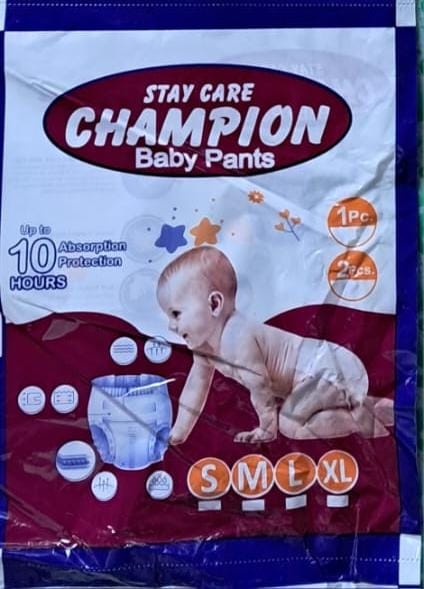 STAY CARE
CHAMPION
Baby Pants
1Pc.
2Pcs.
Up to
10 Absorption
Protection
HOURS
S M L XL